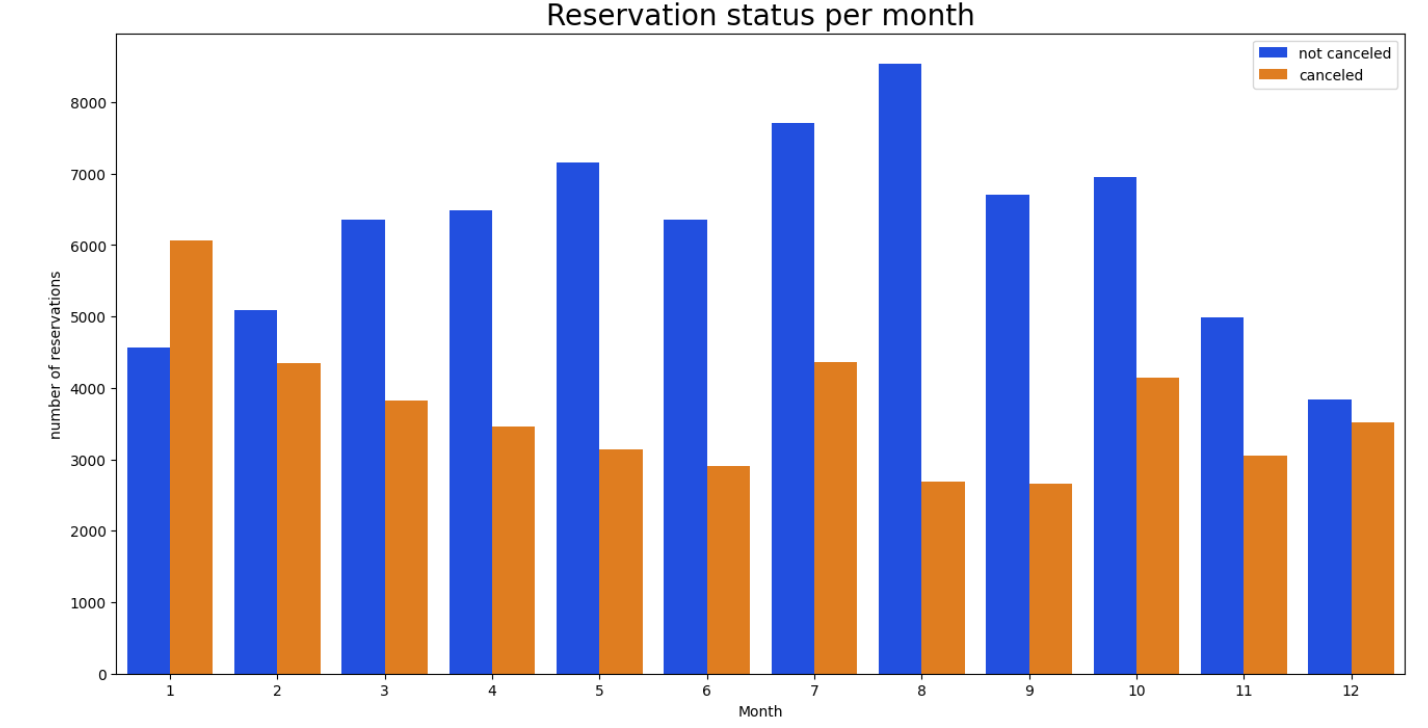 Reservation status per month
not canceled
canceled
8000
7000
6000
5000
4000
3000
2000
1000
0
number of reservations
1 2 3 4 5 6 7 8 9 10 11 12
Month